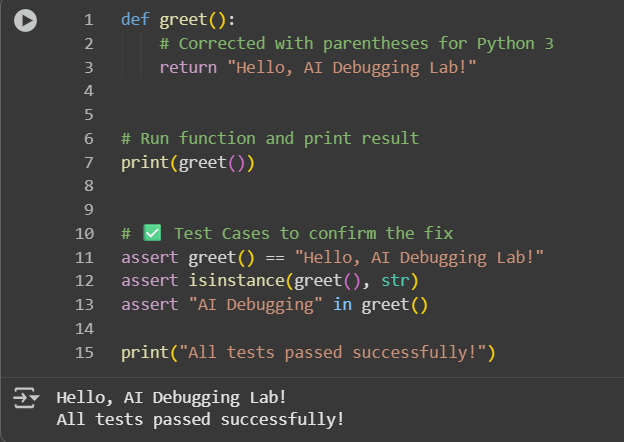 1 def greet():
2     # Corrected with parentheses for Python 3
3     return "Hello, AI Debugging Lab!"
4
5
6 # Run function and print result
7 print(greet())
8
9
10 # ✅ Test Cases to confirm the fix
11 assert greet() == "Hello, AI Debugging Lab!"
12 assert isinstance(greet(), str)
13 assert "AI Debugging" in greet()
14
15 print("All tests passed successfully!")
Hello, AI Debugging Lab!
All tests passed successfully!